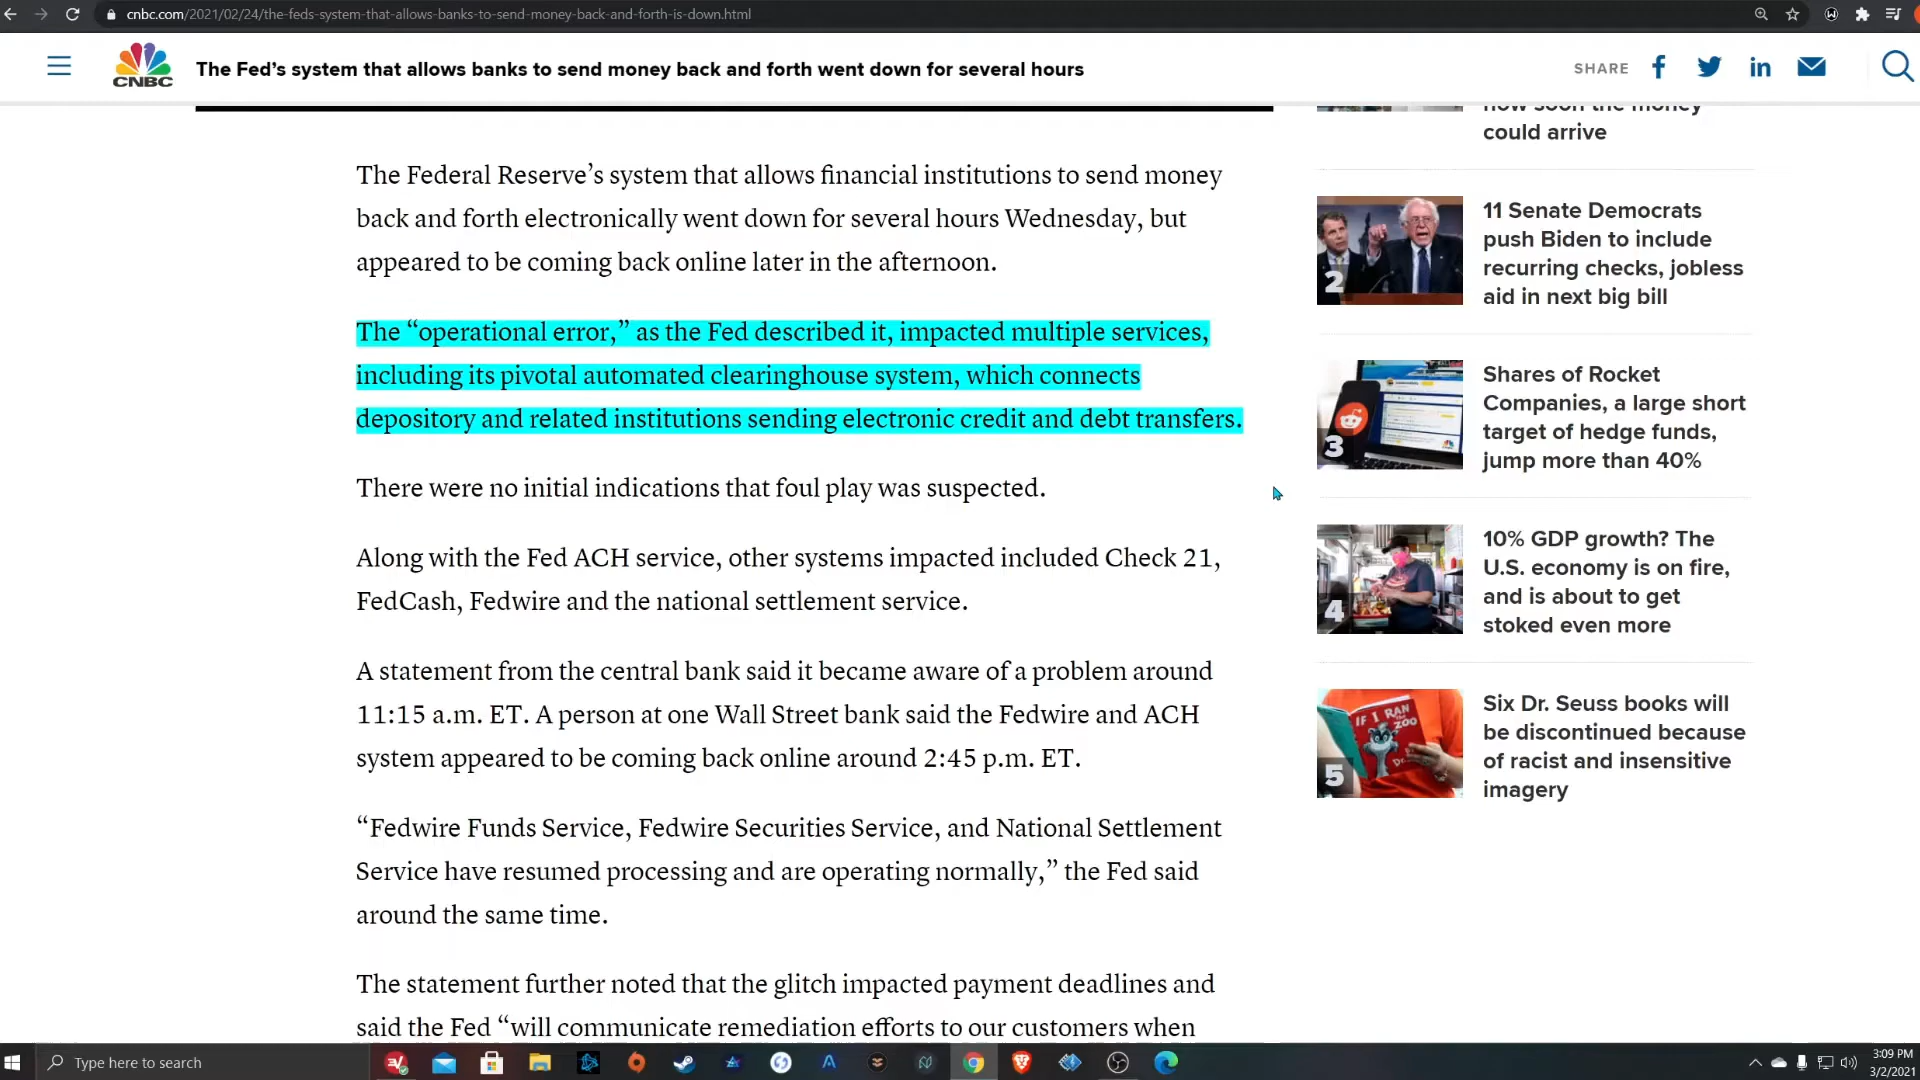 cnbc.com/2021/02/24/the-feds-system-that-allows-banks-to-send-money-back-and-forth-is-down.html
CNBC
The Fed’s system that allows banks to send money back and forth went down for several hours
SHARE
The Federal Reserve’s system that allows financial institutions to send money
back and forth electronically went down for several hours Wednesday, but
appeared to be coming back online later in the afternoon.
The “operational error,” as the Fed described it, impacted multiple services,
including its pivotal automated clearinghouse system, which connects
depository and related institutions sending electronic credit and debt transfers.
There were no initial indications that foul play was suspected.
Along with the Fed ACH service, other systems impacted included Check 21,
FedCash, Fedwire and the national settlement service.
A statement from the central bank said it became aware of a problem around
11:15 a.m. ET. A person at one Wall Street bank said the Fedwire and ACH
system appeared to be coming back online around 2:45 p.m. ET.
“Fedwire Funds Service, Fedwire Securities Service, and National Settlement
Service have resumed processing and are operating normally,” the Fed said
around the same time.
The statement further noted that the glitch impacted payment deadlines and
said the Fed “will communicate remediation efforts to our customers when
how soon the money
could arrive
2
11 Senate Democrats
push Biden to include
recurring checks, jobless
aid in next big bill
3
Shares of Rocket
Companies, a large short
target of hedge funds,
jump more than 40%
4
10% GDP growth? The
U.S. economy is on fire,
and is about to get
stoked even more
IF I RAN
THE ZOO
5
Six Dr. Seuss books will
be discontinued because
of racist and insensitive
imagery
Type here to search
3:09 PM
3/2/2021